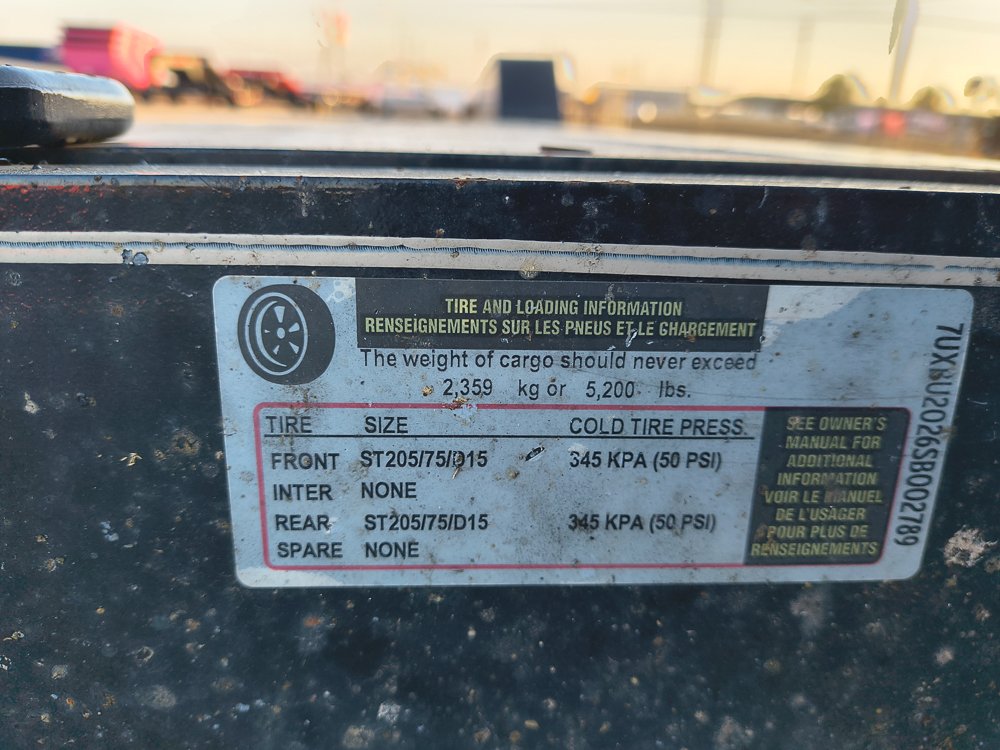 TIRE AND LOADING INFORMATION
RENSEIGNEMENTS SUR LES PNEUS ET LE CHARGEMENT
The weight of cargo should never exceed
2,359 kg or 5,200 lbs.
TIRE SIZE COLD TIRE PRESS.
FRONT ST205/75/D15 345 KPA (50 PSI)
INTER NONE
REAR ST205/75/D15 345 KPA (50 PSI)
SPARE NONE
SEE OWNER'S
MANUAL FOR
ADDITIONAL
INFORMATION
VOIR LE MANUEL
DE L'USAGER
POUR PLUS DE
RENSEIGNEMENTS
7UXBU2026SB002789